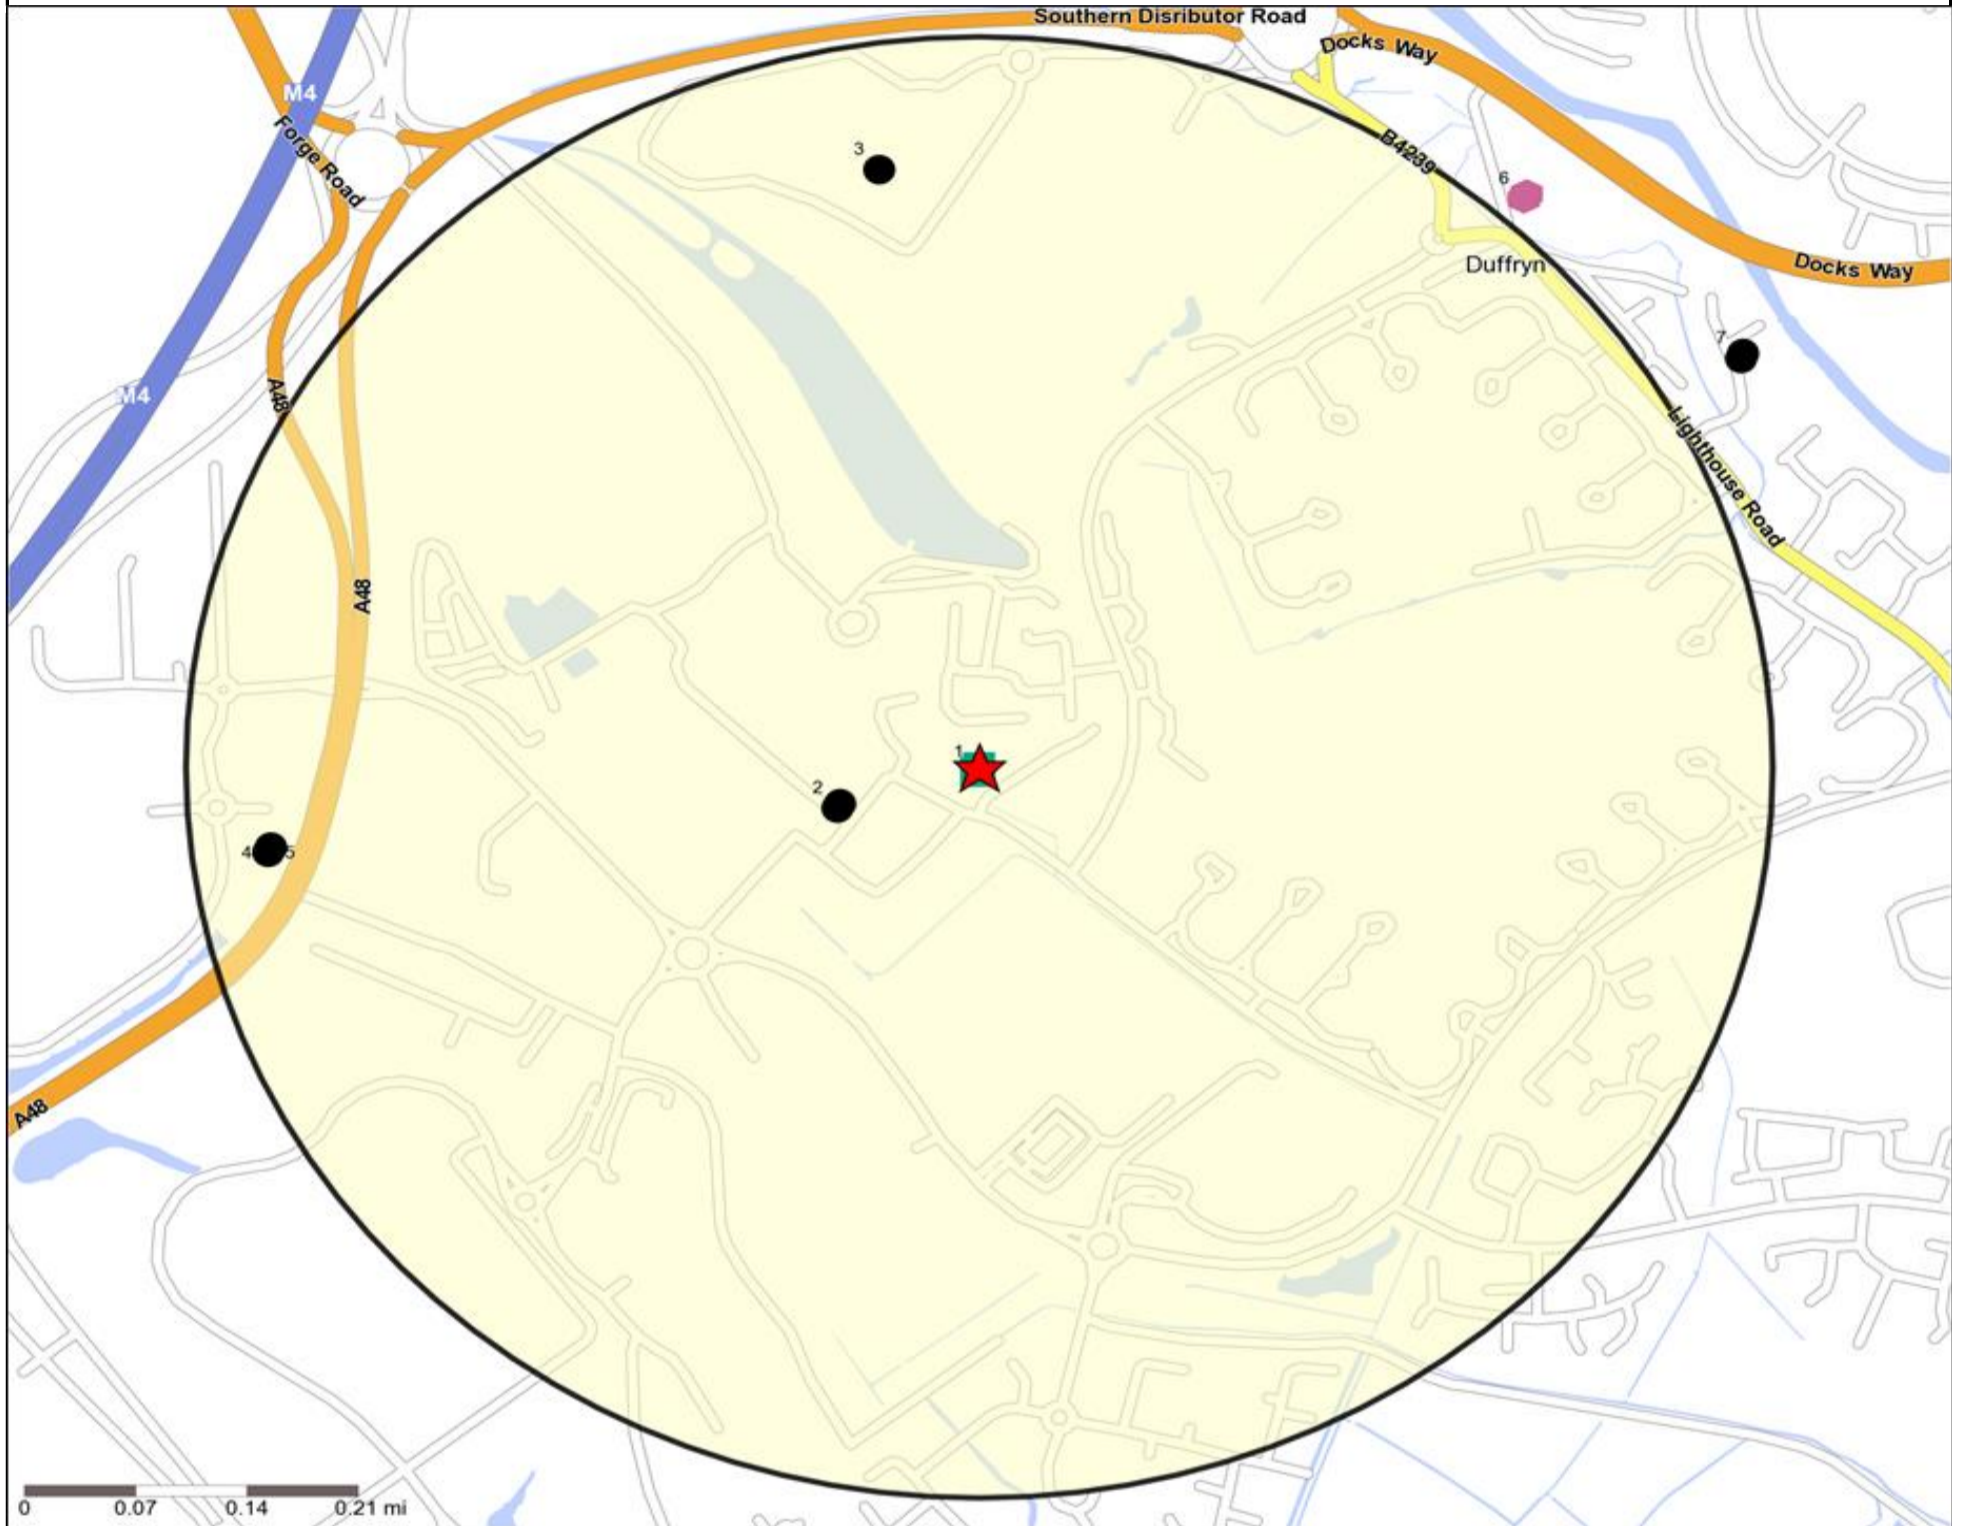 Southern Disributor Road
Docks Way
M4
Forge Road
3
B4239
6
Duffryn
Docks Way
7
M4
A48
Lighthouse Road
A48
1
2
4
5
A48
0
0.07
0.14
0.21 mi